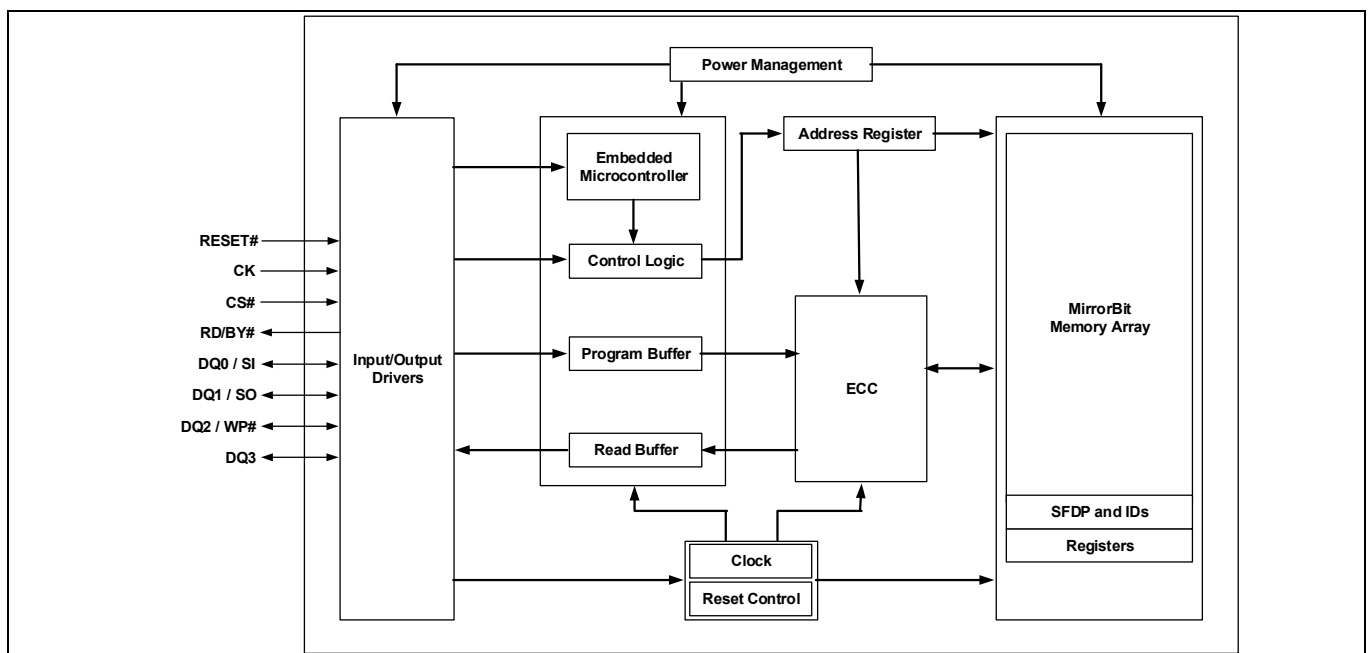 Power Management
Address Register
Embedded
Microcontroller
RESET#
CK
CS#
RD/BY#
DQ0 / SI
DQ1 / SO
DQ2 / WP#
DQ3
Input/Output
Drivers
Control Logic
Program Buffer
Read Buffer
ECC
MirrorBit
Memory Array
SFDP and IDs
Registers
Clock
Reset Control